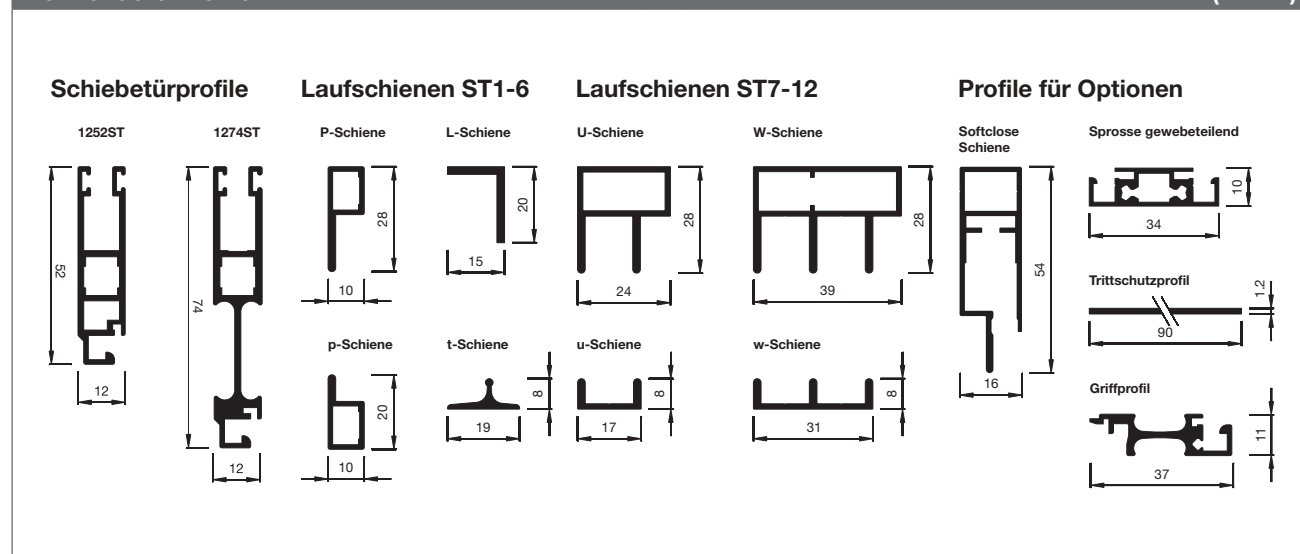 Schiebetürprofile
1252ST
1274ST
52
12
74
12
Laufschienen ST1-6
P-Schiene
L-Schiene
28
10
20
15
p-Schiene
t-Schiene
20
10
8
19
Laufschienen ST7-12
U-Schiene
W-Schiene
28
24
28
39
u-Schiene
w-Schiene
8
17
8
31
Profile für Optionen
Softclose
Schiene
54
16
Sprosse gewebeteilend
10
34
Trittschutzprofil
1.2
90
Griffprofil
11
37